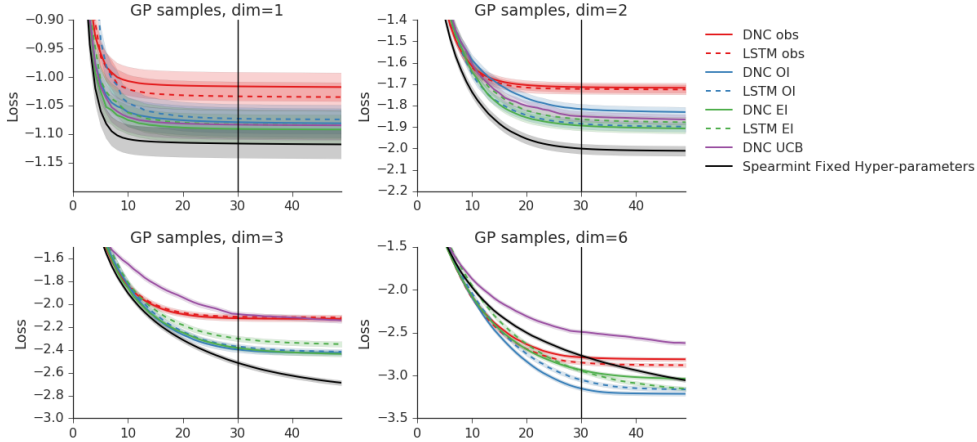 GP samples, dim=1
−0.90
−0.95
−1.00
−1.05
−1.10
−1.15
Loss
0 10 20 30 40
GP samples, dim=2
−1.4
−1.5
−1.6
−1.7
−1.8
−1.9
−2.0
−2.1
−2.2
Loss
0 10 20 30 40
DNC obs
LSTM obs
DNC OI
LSTM OI
DNC EI
LSTM EI
DNC UCB
Spearmint Fixed Hyper-parameters
GP samples, dim=3
−1.6
−1.8
−2.0
−2.2
−2.4
−2.6
−2.8
−3.0
Loss
0 10 20 30 40
GP samples, dim=6
−1.5
−2.0
−2.5
−3.0
−3.5
Loss
0 10 20 30 40